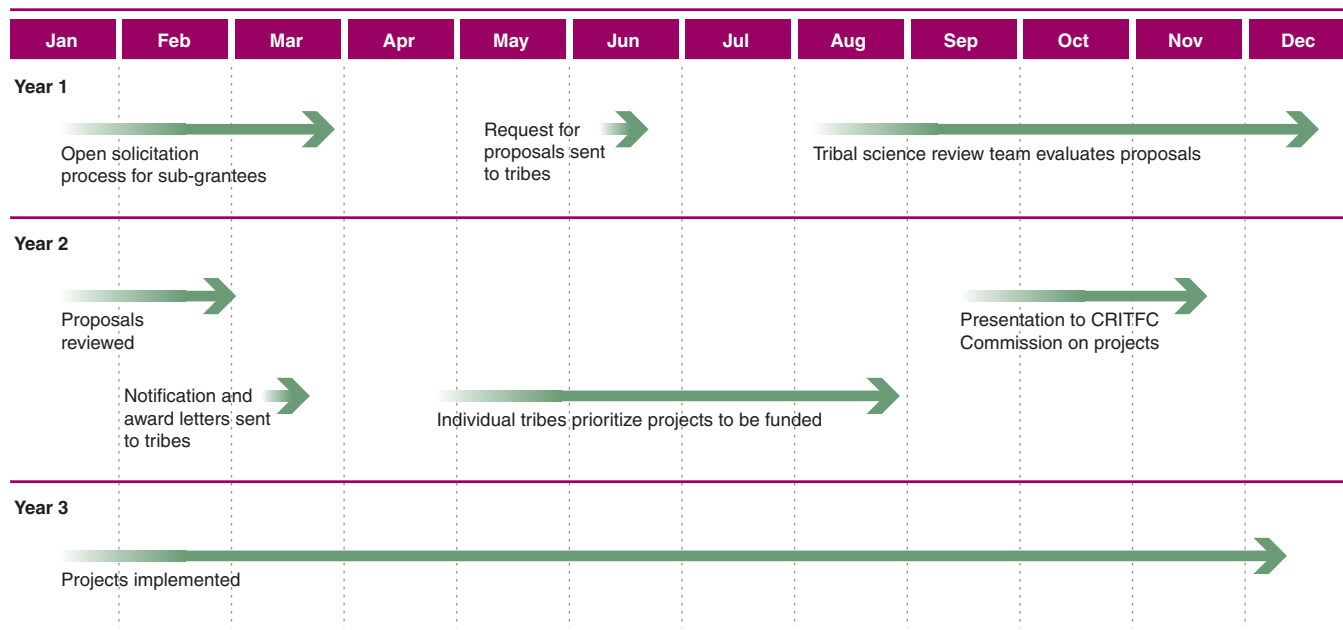 Jan Feb Mar Apr May Jun Jul Aug Sep Oct Nov Dec
Year 1
Open solicitation
process for sub-grantees
Request for
proposals sent
to tribes
Tribal science review team evaluates proposals
Year 2
Proposals
reviewed
Presentation to CRITFC
Commission on projects
Notification and
award letters sent
to tribes
Individual tribes prioritize projects to be funded
Year 3
Projects implemented